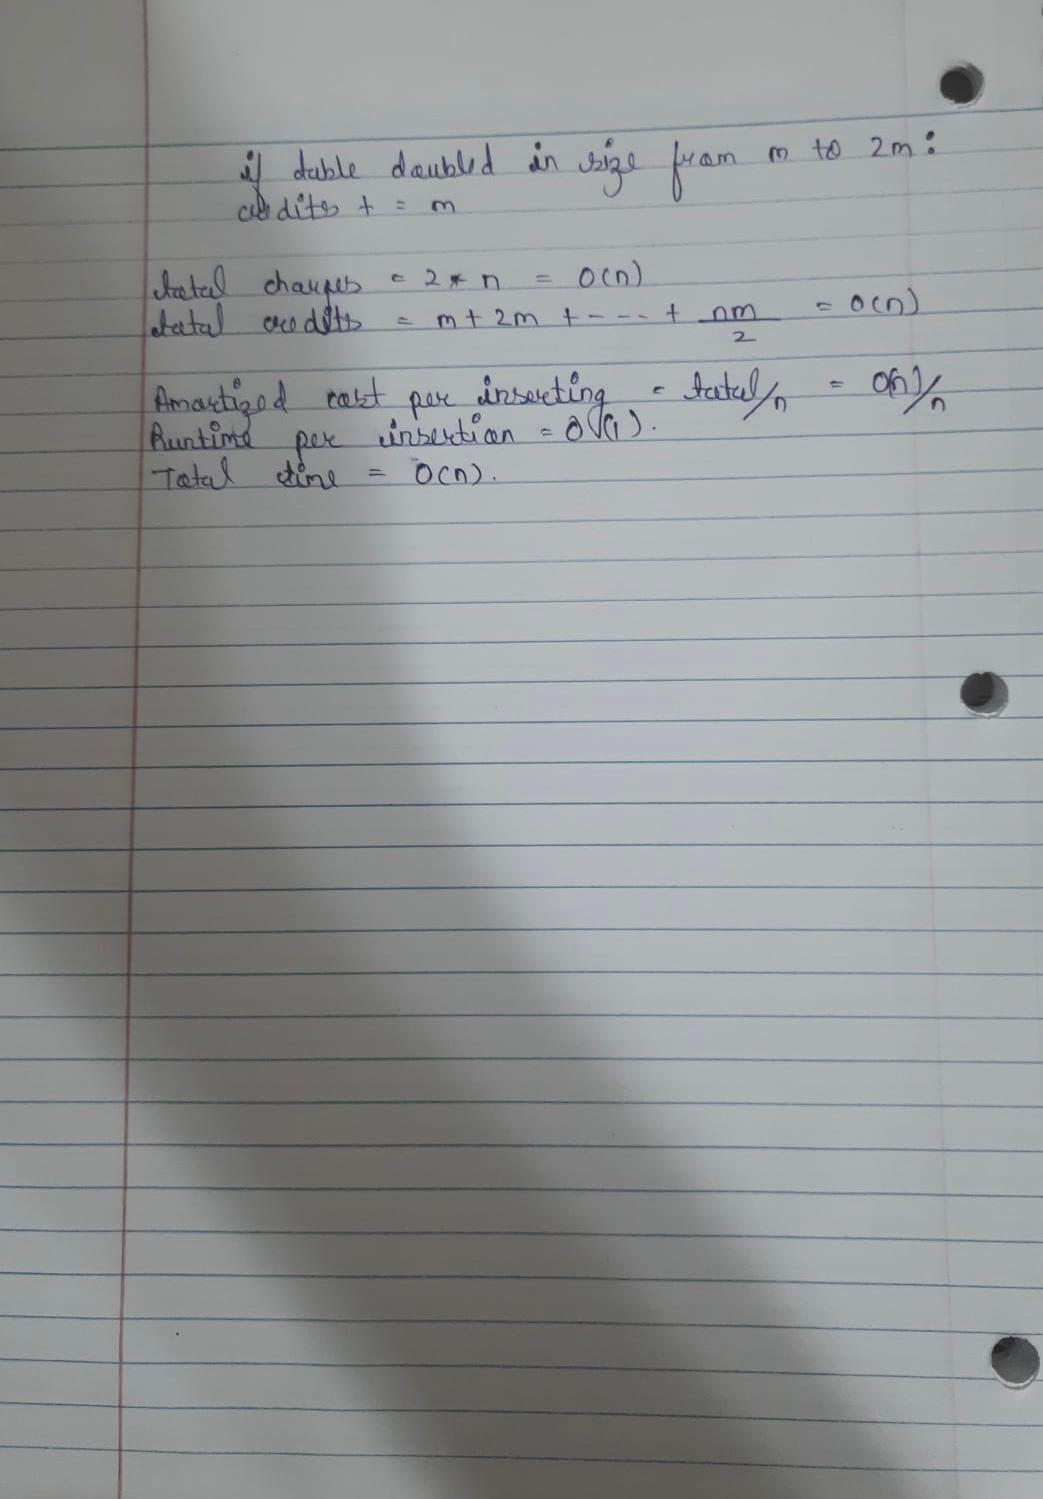 if table doubled in size from m to 2m:
credits + = m
total charges = 2 * n = O(n)
total credits = m + 2m + - - - + nm/2 = O(n)
Amortized cost per inserting = total/n = O(n)/n
Runtime per insertion = O(1).
Total time = O(n).